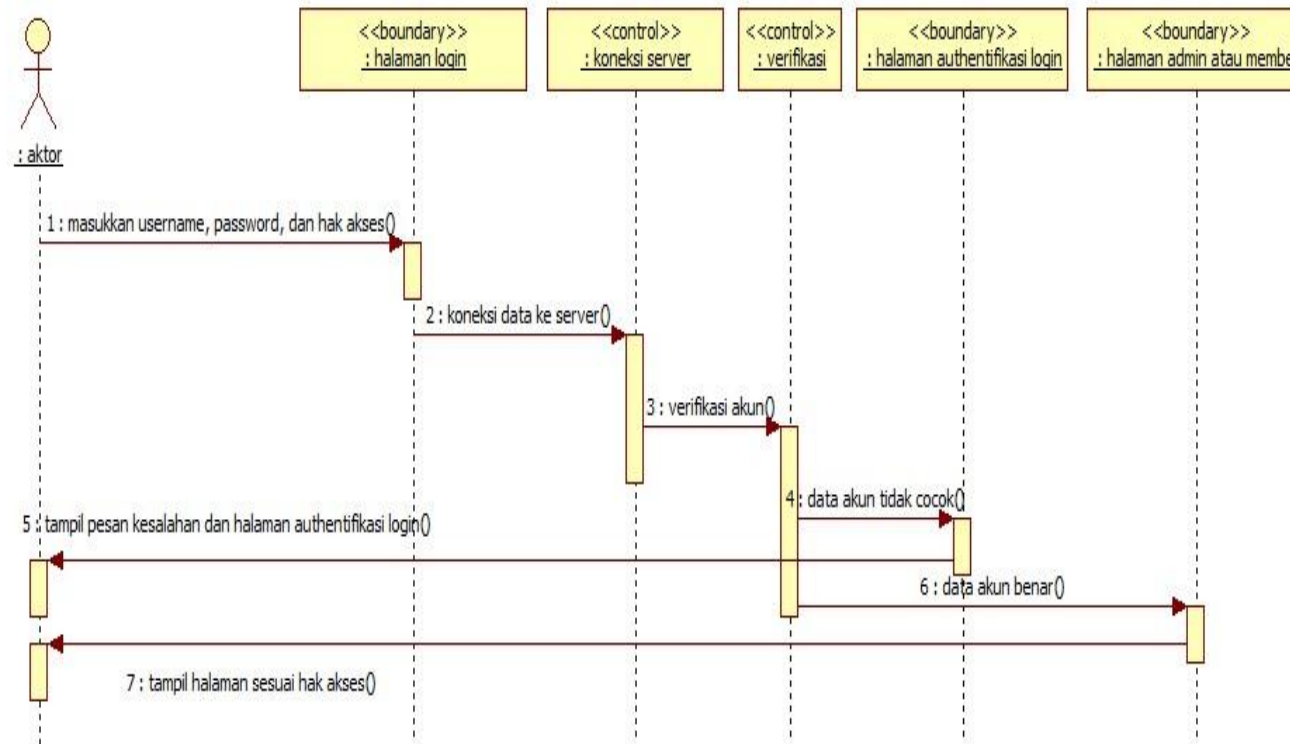 <<boundary>>
: halaman login
<<control>>
: koneksi server
<<control>>
: verifikasi
<<boundary>>
: halaman authentifikasi login
<<boundary>>
: halaman admin atau membe
: aktor
1 : masukkan username, password, dan hak akses()
2 : koneksi data ke server()
3 : verifikasi akun()
4 : data akun tidak cocok()
5 : tampil pesan kesalahan dan halaman authentifikasi login()
6 : data akun benar()
7 : tampil halaman sesuai hak akses()